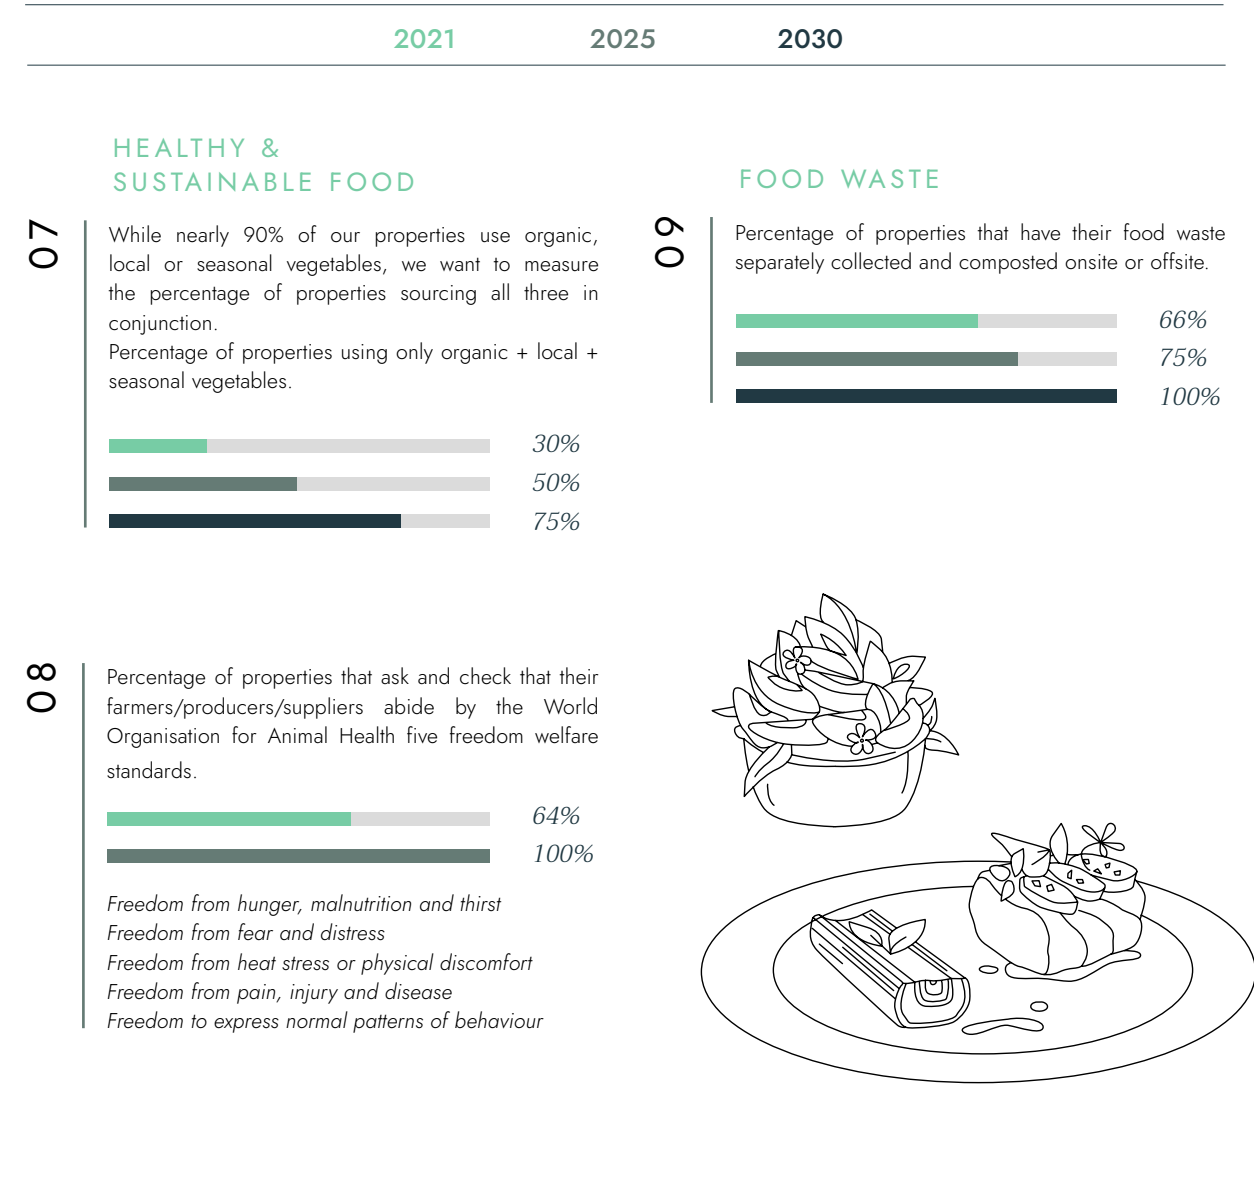 2021 2025 2030
HEALTHY &
SUSTAINABLE FOOD
07
While nearly 90% of our properties use organic,
local or seasonal vegetables, we want to measure
the percentage of properties sourcing all three in
conjunction.
Percentage of properties using only organic + local +
seasonal vegetables.
30%
50%
75%
08
Percentage of properties that ask and check that their
farmers/producers/suppliers abide by the World
Organisation for Animal Health five freedom welfare
standards.
64%
100%
Freedom from hunger, malnutrition and thirst
Freedom from fear and distress
Freedom from heat stress or physical discomfort
Freedom from pain, injury and disease
Freedom to express normal patterns of behaviour
FOOD WASTE
09
Percentage of properties that have their food waste
separately collected and composted onsite or offsite.
66%
75%
100%